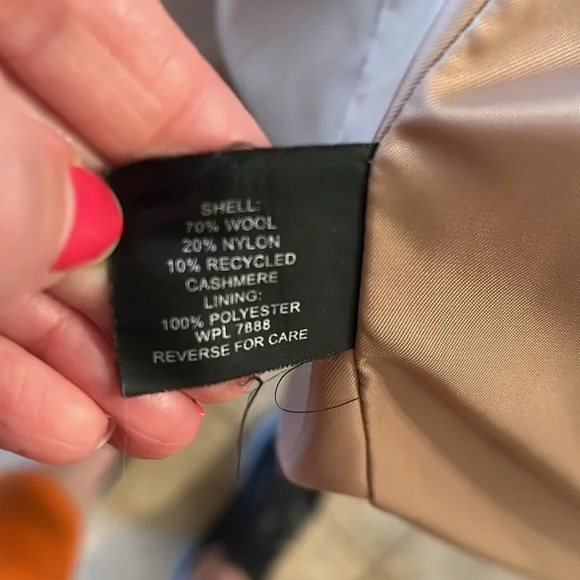 SHELL:
70% WOOL
20% NYLON
10% RECYCLED
CASHMERE
LINING:
100% POLYESTER
WPL 7888
REVERSE FOR CARE